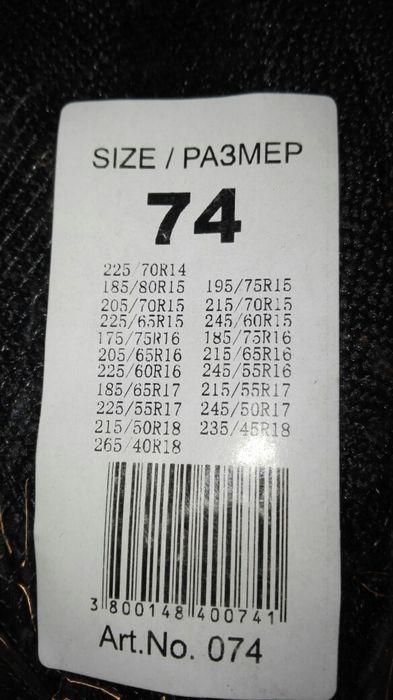 SIZE / РАЗМЕР
74
225/70R14
185/80R15 195/75R15
205/70R15 215/70R15
225/65R15 245/60R15
175/75R16 185/75R16
205/65R16 215/65R16
225/60R16 245/55R16
185/65R17 215/55R17
225/55R17 245/50R17
215/50R18 235/45R18
265/40R18
3 800148 400741
Art.No. 074